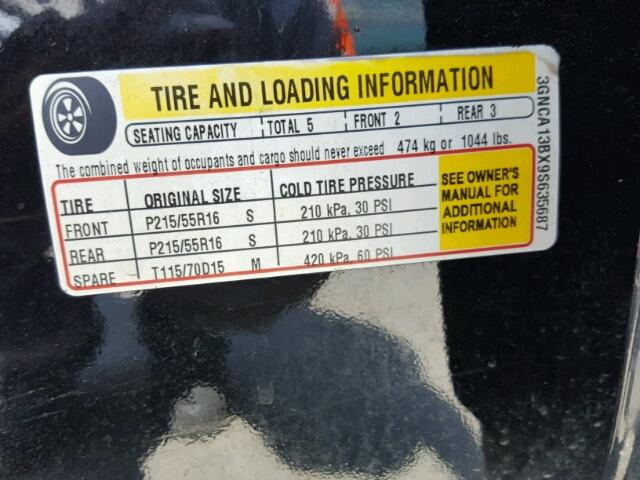 TIRE AND LOADING INFORMATION
SEATING CAPACITY TOTAL 5 FRONT 2 REAR 3
The combined weight of occupants and cargo should never exceed 474 kg or 1044 lbs.
TIRE ORIGINAL SIZE COLD TIRE PRESSURE
FRONT P215/55R16 S 210 kPa, 30 PSI
REAR P215/55R16 S 210 kPa, 30 PSI
SPARE T115/70D15 M 420 kPa, 60 PSI
SEE OWNER'S
MANUAL FOR
ADDITIONAL
INFORMATION
3GNCA13BX9S635687